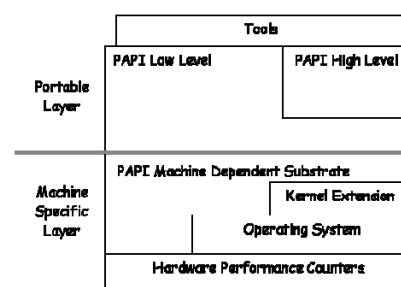 Tools
PAPI Low Level
PAPI High Level
Portable
Layer
PAPI Machine Dependent Substrate
Machine
Specific
Layer
Kernel Extension
Operating System
Hardware Performance Counters